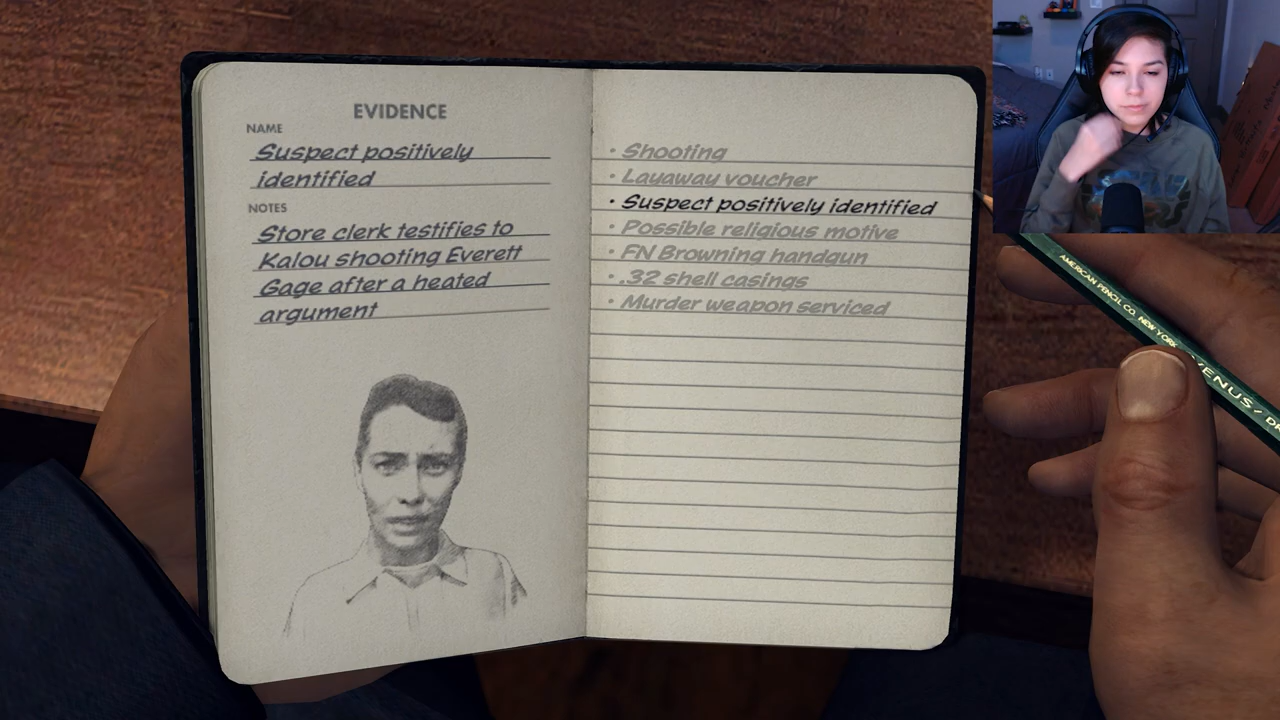 EVIDENCE
NAME
Suspect positively
identified
NOTES
Store clerk testifies to
Kalou shooting Everett
Gage after a heated
argument
• Shooting
• Layaway voucher
• Suspect positively identified
• Possible religious motive
• FN Browning handgun
• .32 shell casings
• Murder weapon serviced
AMERICAN PENCIL CO. NEW YORK
VENUS / DR